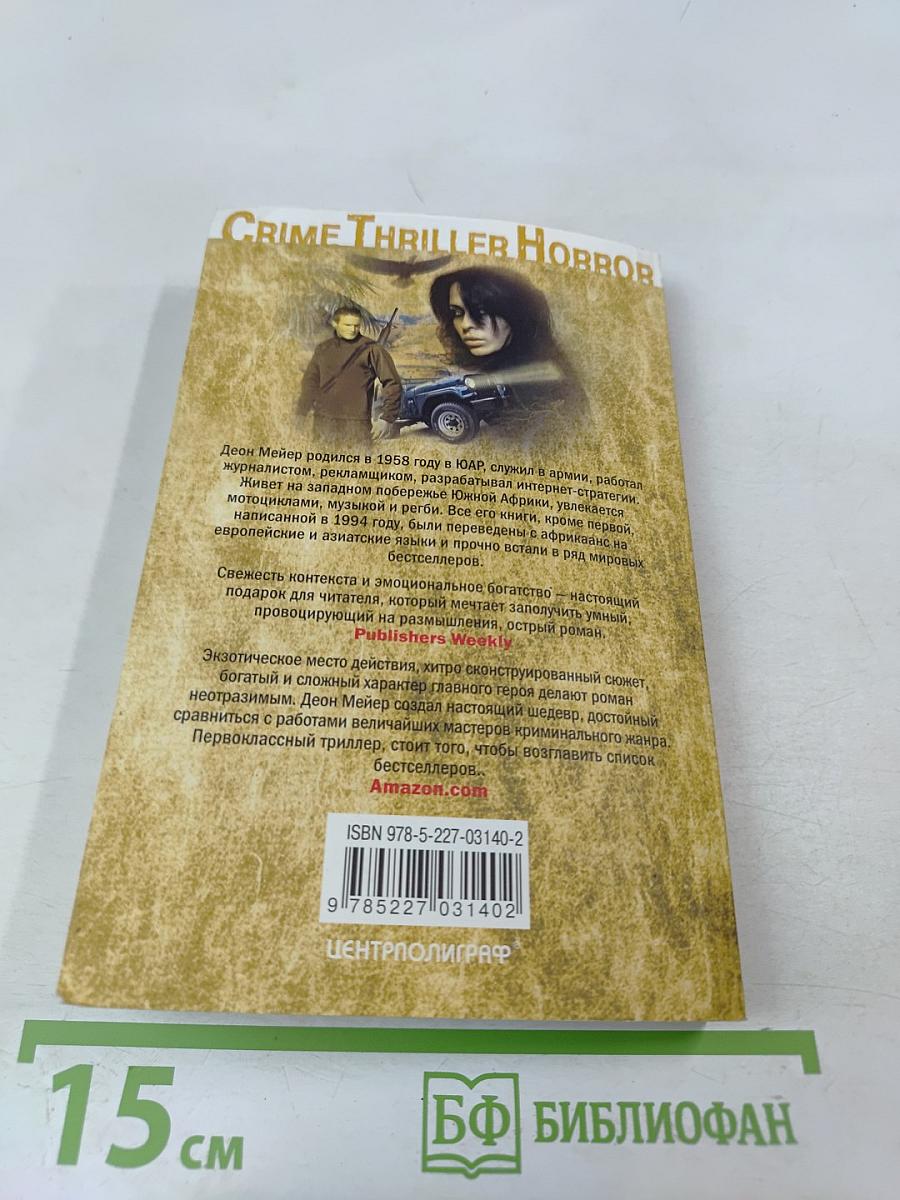 CRIME THRILLER HORROR
Деон Мейер родился в 1958 году в ЮАР, служил в армии, работал
журналистом, рекламщиком, разрабатывал интернет-стратегии.
Живет на западном побережье Южной Африки, увлекается
мотоциклами, музыкой и регби. Все его книги, кроме первой,
написанной в 1994 году, были переведены с африкаанс на
европейские и азиатские языки и прочно встали в ряд мировых
бестселлеров.
Свежесть контекста и эмоциональное богатство – настоящий
подарок для читателя, который мечтает заполучить умный,
провоцирующий на размышления, острый роман.
Publishers Weekly
Экзотическое место действия, хитро сконструированный сюжет,
богатый и сложный характер главного героя делают роман
неотразимым. Деон Мейер создал настоящий шедевр, достойный
сравниться с работами величайших мастеров криминального жанра.
Первоклассный триллер, стоит того, чтобы возглавить список
бестселлеров..
Amazon.com
ISBN 978-5-227-03140-2
9 785227 031402
ЦЕНТРПОЛИГРАФ®
15 см
БФ БИБЛИОФАН